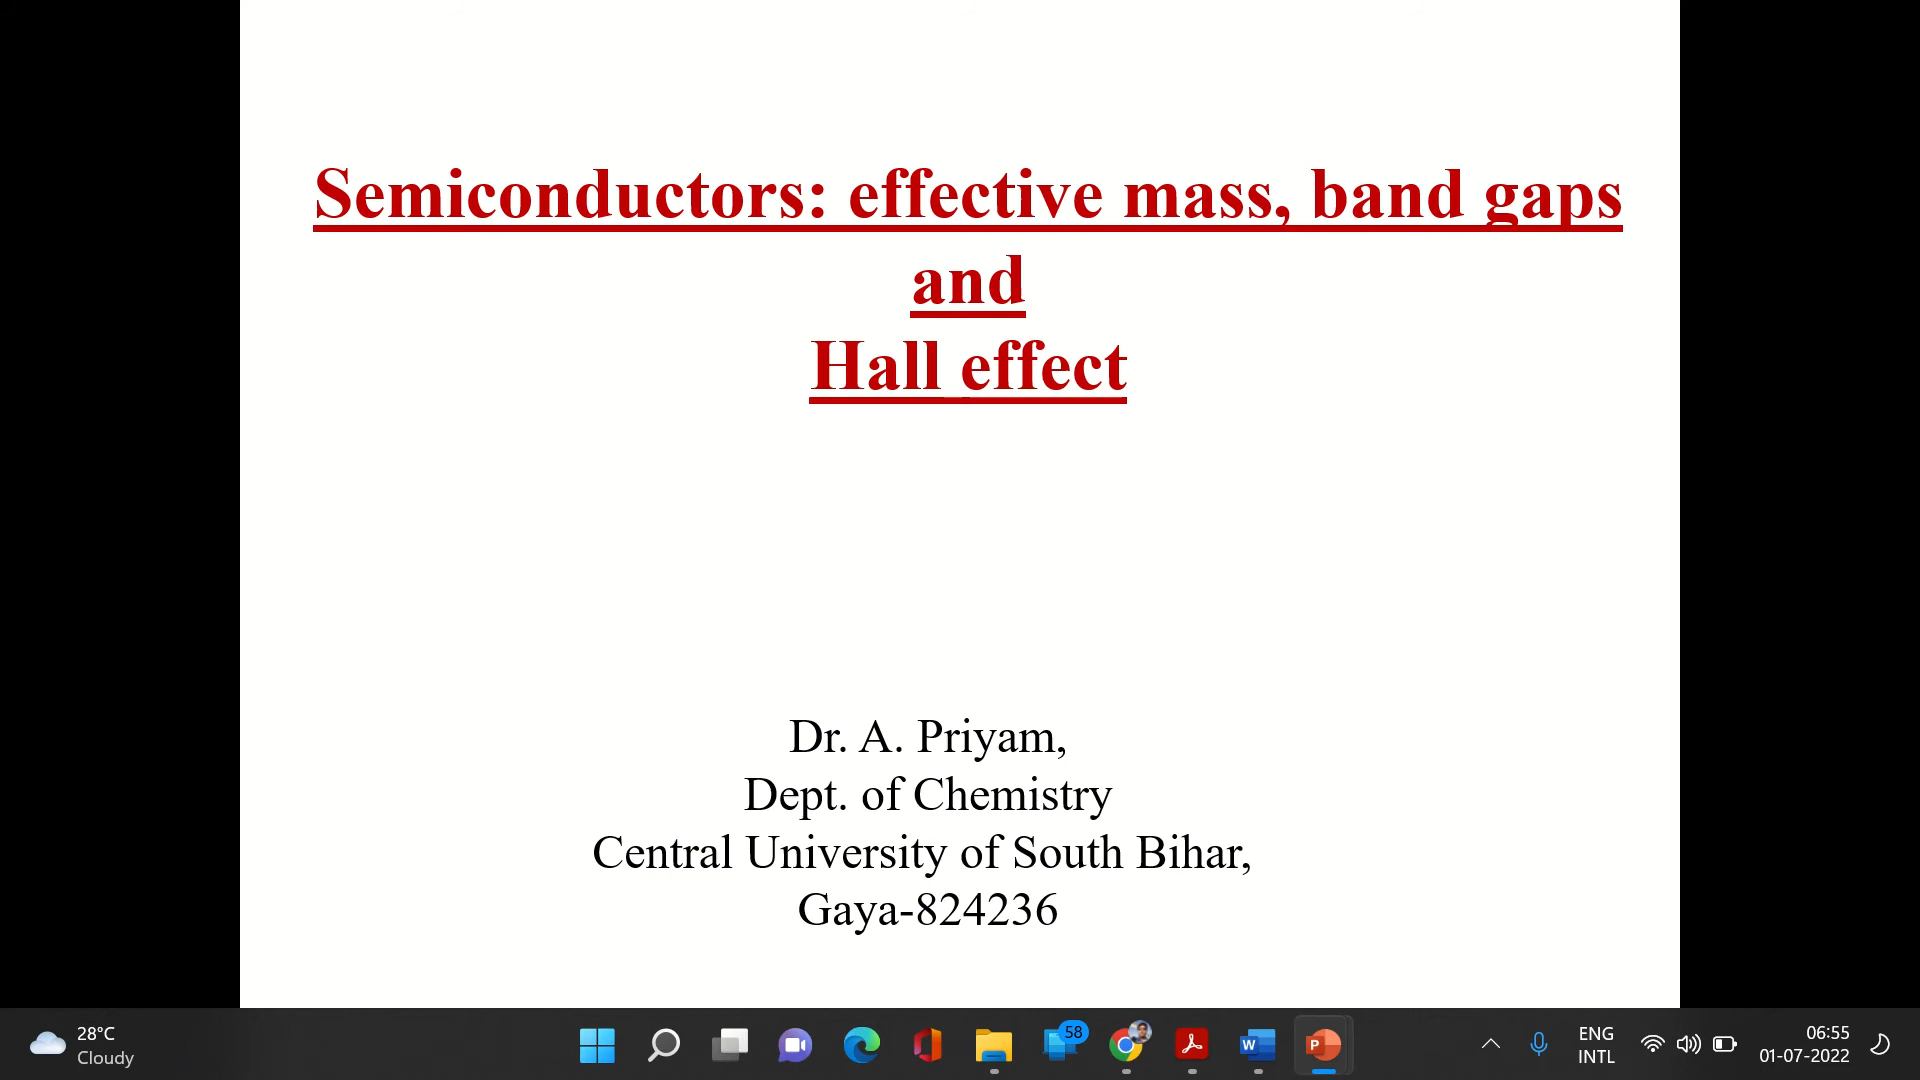 Semiconductors: effective mass, band gaps
and
Hall effect
Dr. A. Priyam,
Dept. of Chemistry
Central University of South Bihar,
Gaya-824236
28°C
Cloudy
58
W
P
ENG
INTL
06:55
01-07-2022